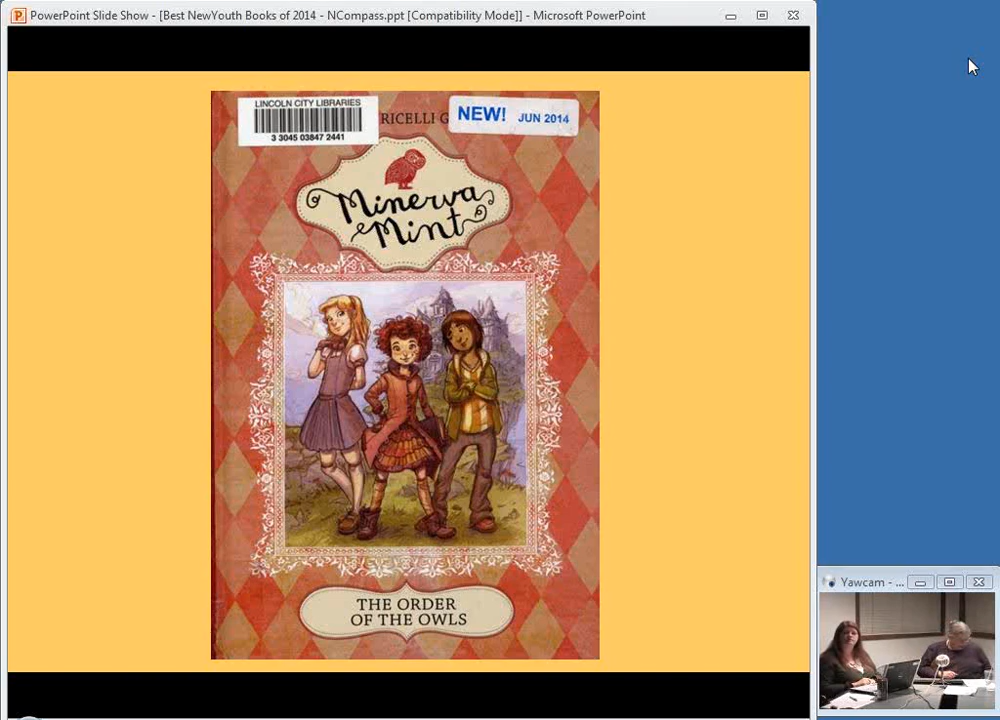 PowerPoint Slide Show - [Best NewYouth Books of 2014 - NCompass.ppt [Compatibility Mode]] - Microsoft PowerPoint
LINCOLN CITY LIBRARIES
3 3045 03847 2441
RICELLI G
NEW! JUN 2014
Minerva
Mint
THE ORDER
OF THE OWLS
Yawcam - ...